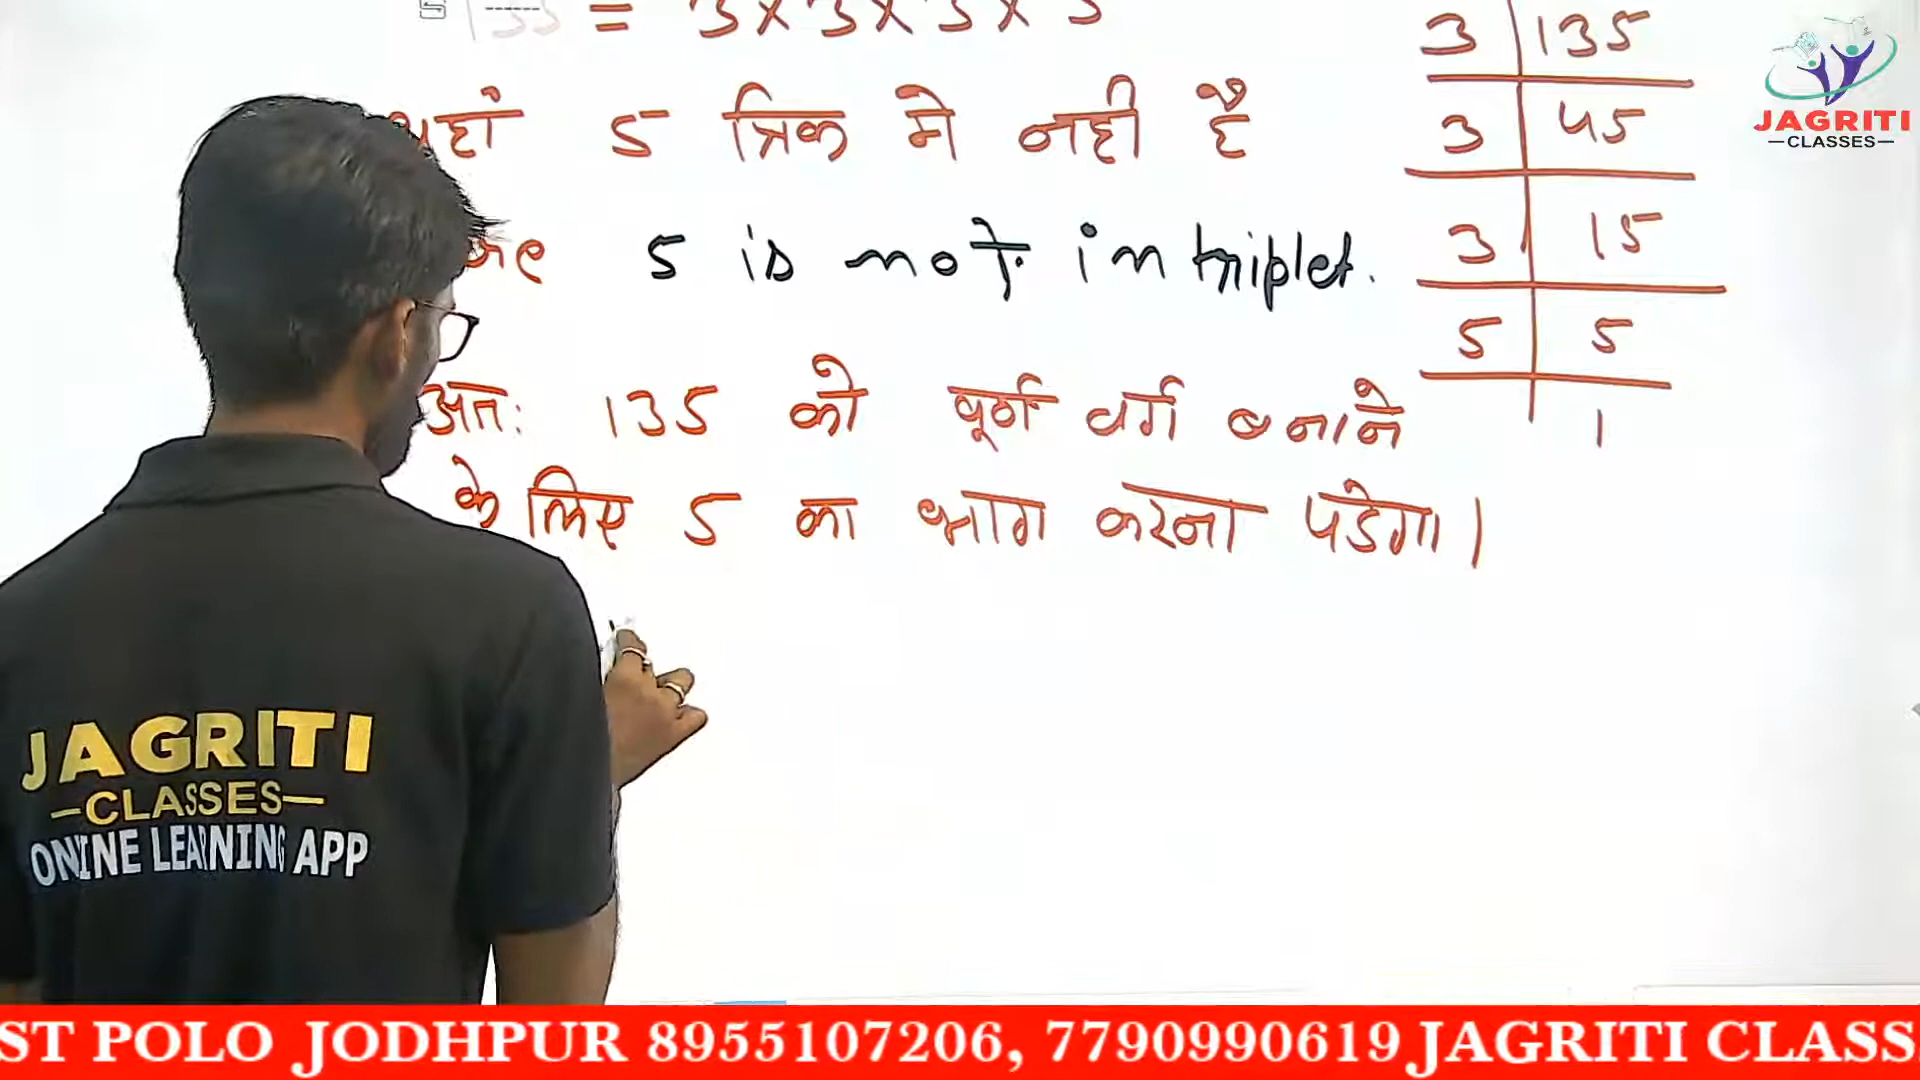 135 = 3 x 3 x 3 x 5
यहां 5 त्रिक मे नही है
5 is not in triplet.
अतः 135 को पूर्ण वर्ग बनाने
के लिए 5 का भाग करना पडेगा।
3 135
3 45
3 15
5 5
1
JAGRITI
CLASSES
JAGRITI
CLASSES
ONLINE LEARNING APP
ST POLO JODHPUR 8955107206, 7790990619 JAGRITI CLASS